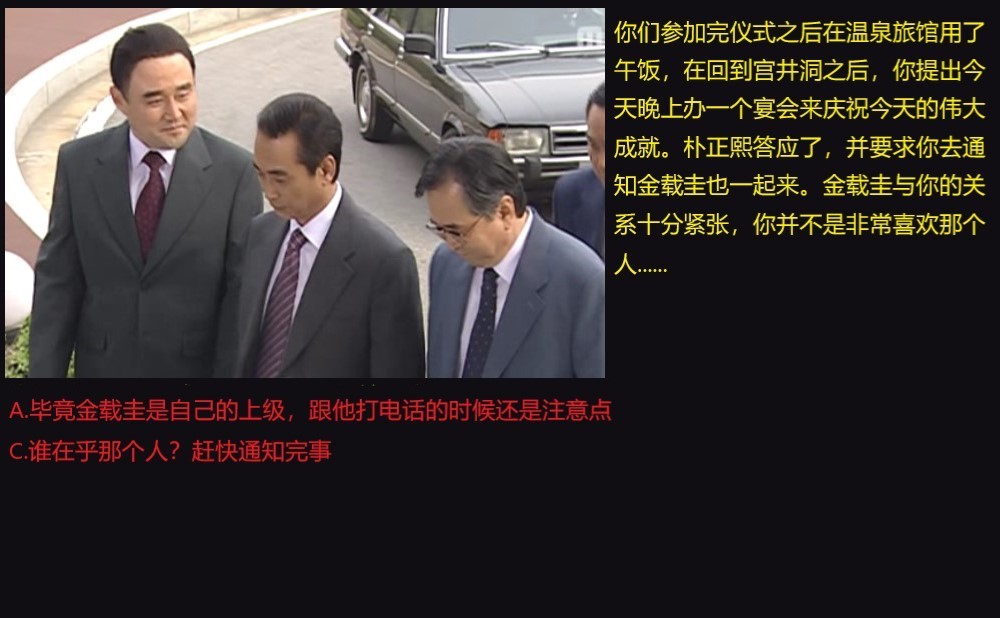 你们参加完仪式之后在温泉旅馆用了
午饭，在回到宫井洞之后，你提出今
天晚上办一个宴会来庆祝今天的伟大
成就。朴正熙答应了，并要求你去通
知金载圭也一起来。金载圭与你的关
系十分紧张，你并不是非常喜欢那个
人......
A.毕竟金载圭是自己的上级，跟他打电话的时候还是注意点
C.谁在乎那个人？赶快通知完事